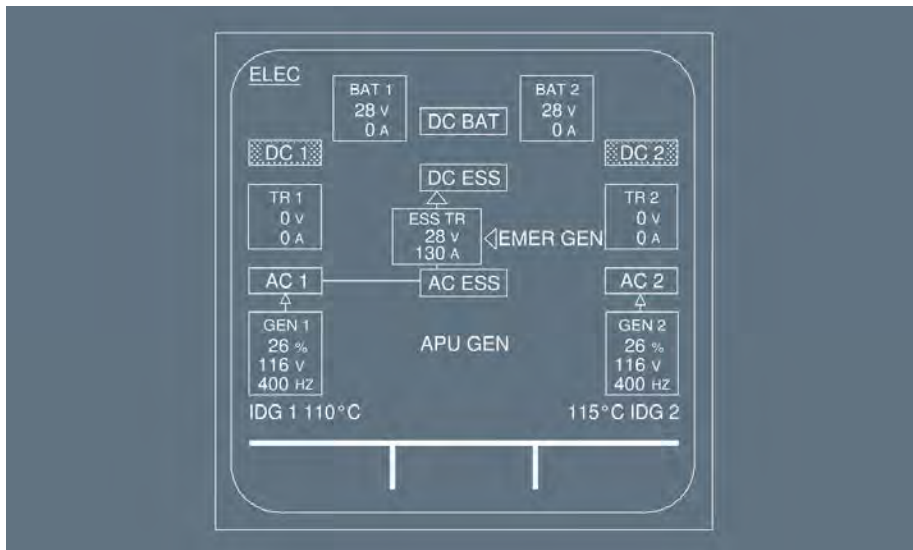 ELEC
BAT 1
28 V
0 A
DC BAT
BAT 2
28 V
0 A
DC 1
DC 2
DC ESS
TR 1
0 V
0 A
ESS TR
28 V
130 A
EMER GEN
TR 2
0 V
0 A
AC 1
AC ESS
AC 2
GEN 1
26 %
116 V
400 HZ
APU GEN
GEN 2
26 %
116 V
400 HZ
IDG 1 110°C
115°C IDG 2